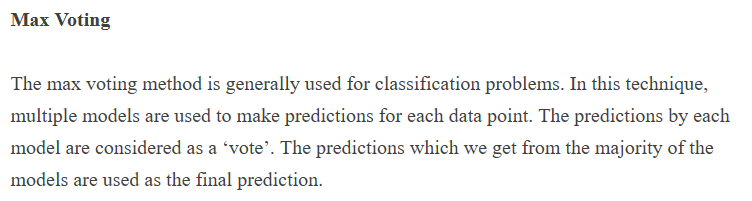 Max Voting
The max voting method is generally used for classification problems. In this technique,
multiple models are used to make predictions for each data point. The predictions by each
model are considered as a ‘vote’. The predictions which we get from the majority of the
models are used as the final prediction.